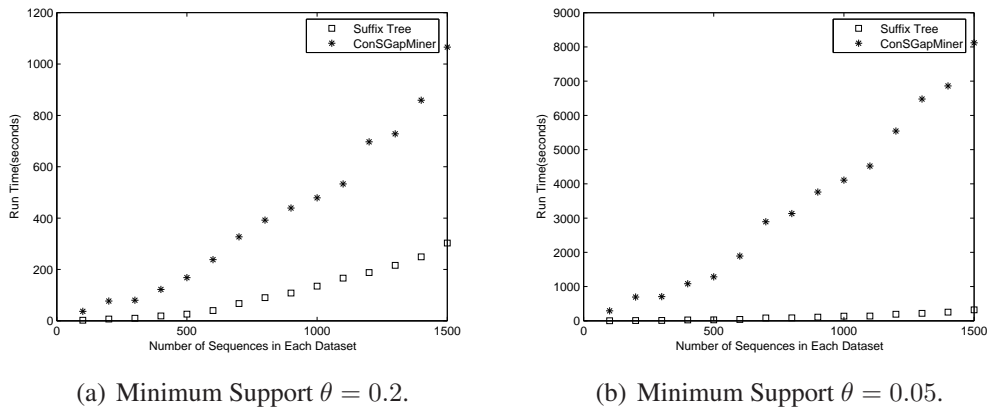 1200
1000
800
600
400
200
0
0
500
1000
1500
Run Time(seconds)
Number of Sequences in Each Dataset
Suffix Tree
ConSGapMiner
(a) Minimum Support θ = 0.2.
9000
8000
7000
6000
5000
4000
3000
2000
1000
0
0
500
1000
1500
Run Time(seconds)
Number of Sequences in Each Dataset
Suffix Tree
ConSGapMiner
(b) Minimum Support θ = 0.05.